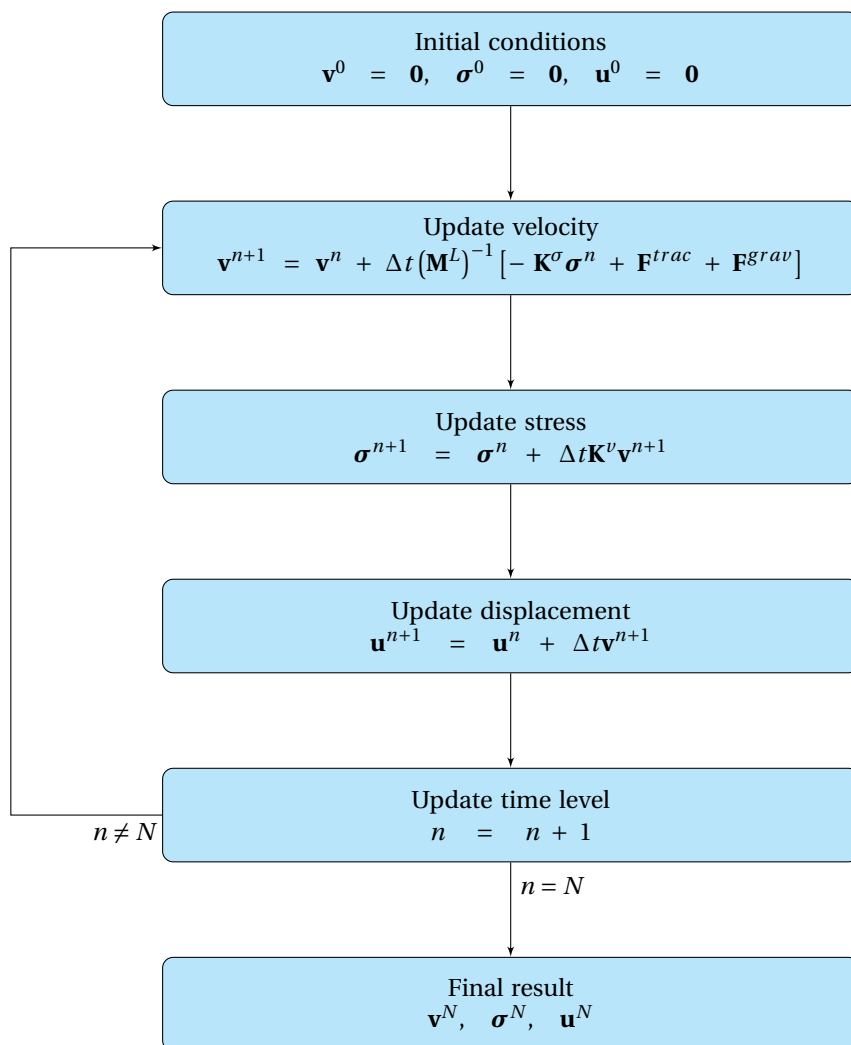 Initial conditions
𝐯⁰ = 𝟎, 𝛔⁰ = 𝟎, 𝐮⁰ = 𝟎
Update velocity
𝐯ⁿ⁺¹ = 𝐯ⁿ + Δt(𝐌ᴸ)⁻¹[− 𝐊^σ 𝛔ⁿ + 𝐅^trac + 𝐅^grav]
Update stress
𝛔ⁿ⁺¹ = 𝛔ⁿ + Δt𝐊^v 𝐯ⁿ⁺¹
Update displacement
𝐮ⁿ⁺¹ = 𝐮ⁿ + Δt𝐯ⁿ⁺¹
Update time level
n = n + 1
n ≠ N
n = N
Final result
𝐯^N, 𝛔^N, 𝐮^N